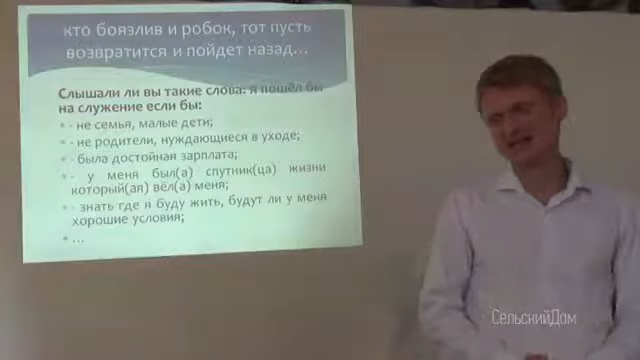 кто боязлив и робок, тот пусть
возвратится и пойдет назад...
Слышали ли вы такие слова: я пошёл бы
на служение если бы:
- не семья, малые дети;
- не родители, нуждающиеся в уходе;
- была достойная зарплата;
- у меня был(а) спутник(ца) жизни
который(ая) вёл(а) меня;
- знать где я буду жить, будут ли у меня
хорошие условия;
...
СельскийДом